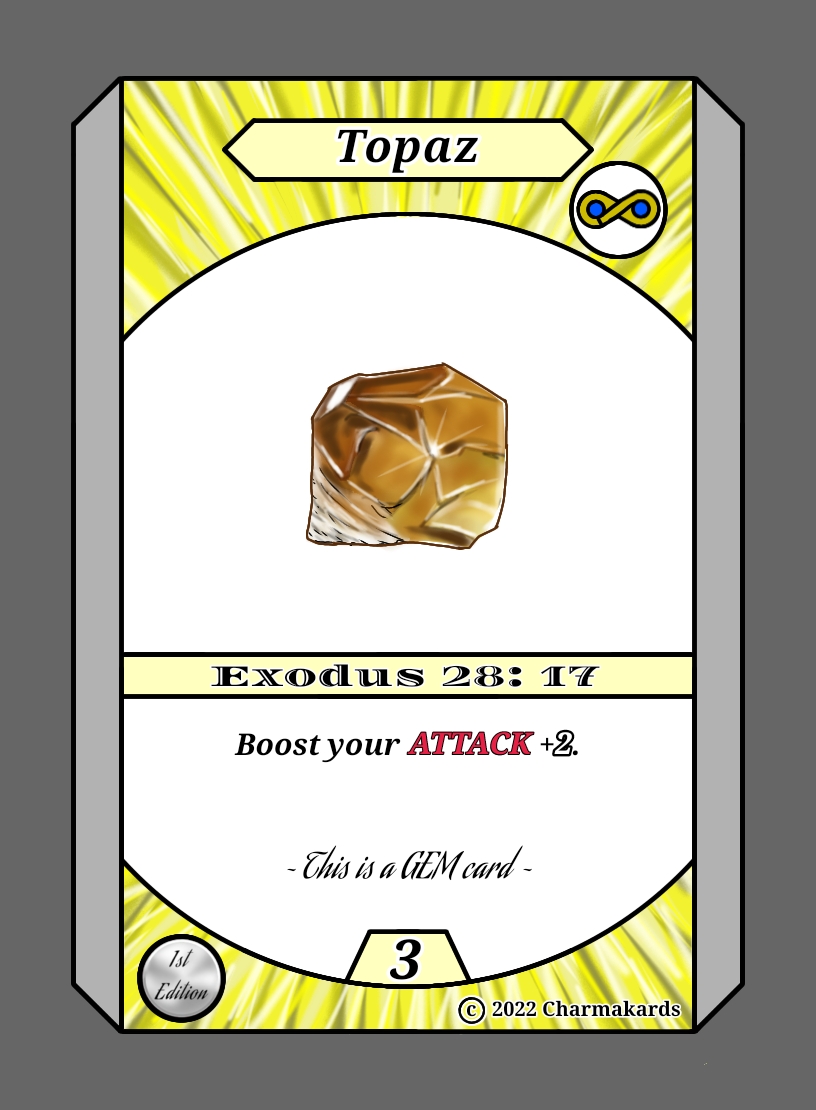 Topaz
Exodus 28: 17
Boost your ATTACK +2.
~ This is a GEM card ~
3
1st
Edition
© 2022 Charmakards